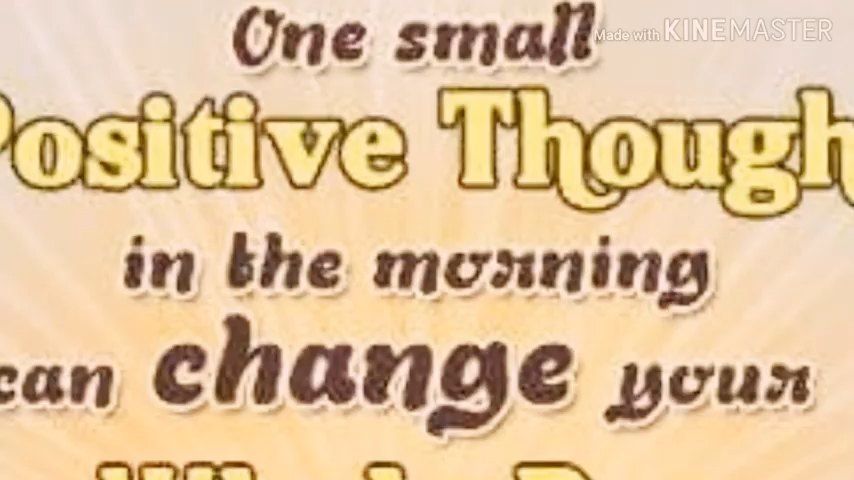 One small
Made with KINEMASTER
Positive Though
in the morning
can change your